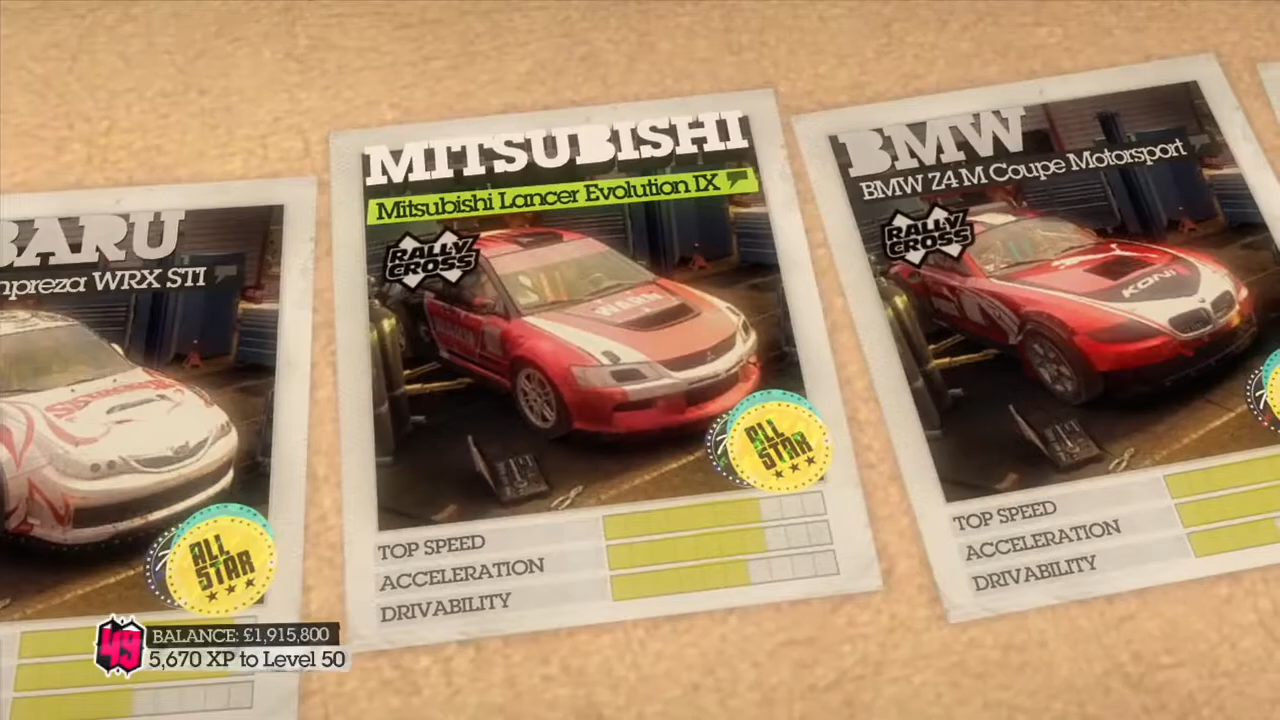 BARU
mpreza WRX STI
ALL
STAR
MITSUBISHI
Mitsubishi Lancer Evolution IX
RALLY
CROSS
WARN
ALL
STAR
TOP SPEED
ACCELERATION
DRIVABILITY
BMW
BMW Z4 M Coupe Motorsport
RALLY
CROSS
KONI
TOP SPEED
ACCELERATION
DRIVABILITY
49
BALANCE: £1,915,800
5,670 XP to Level 50